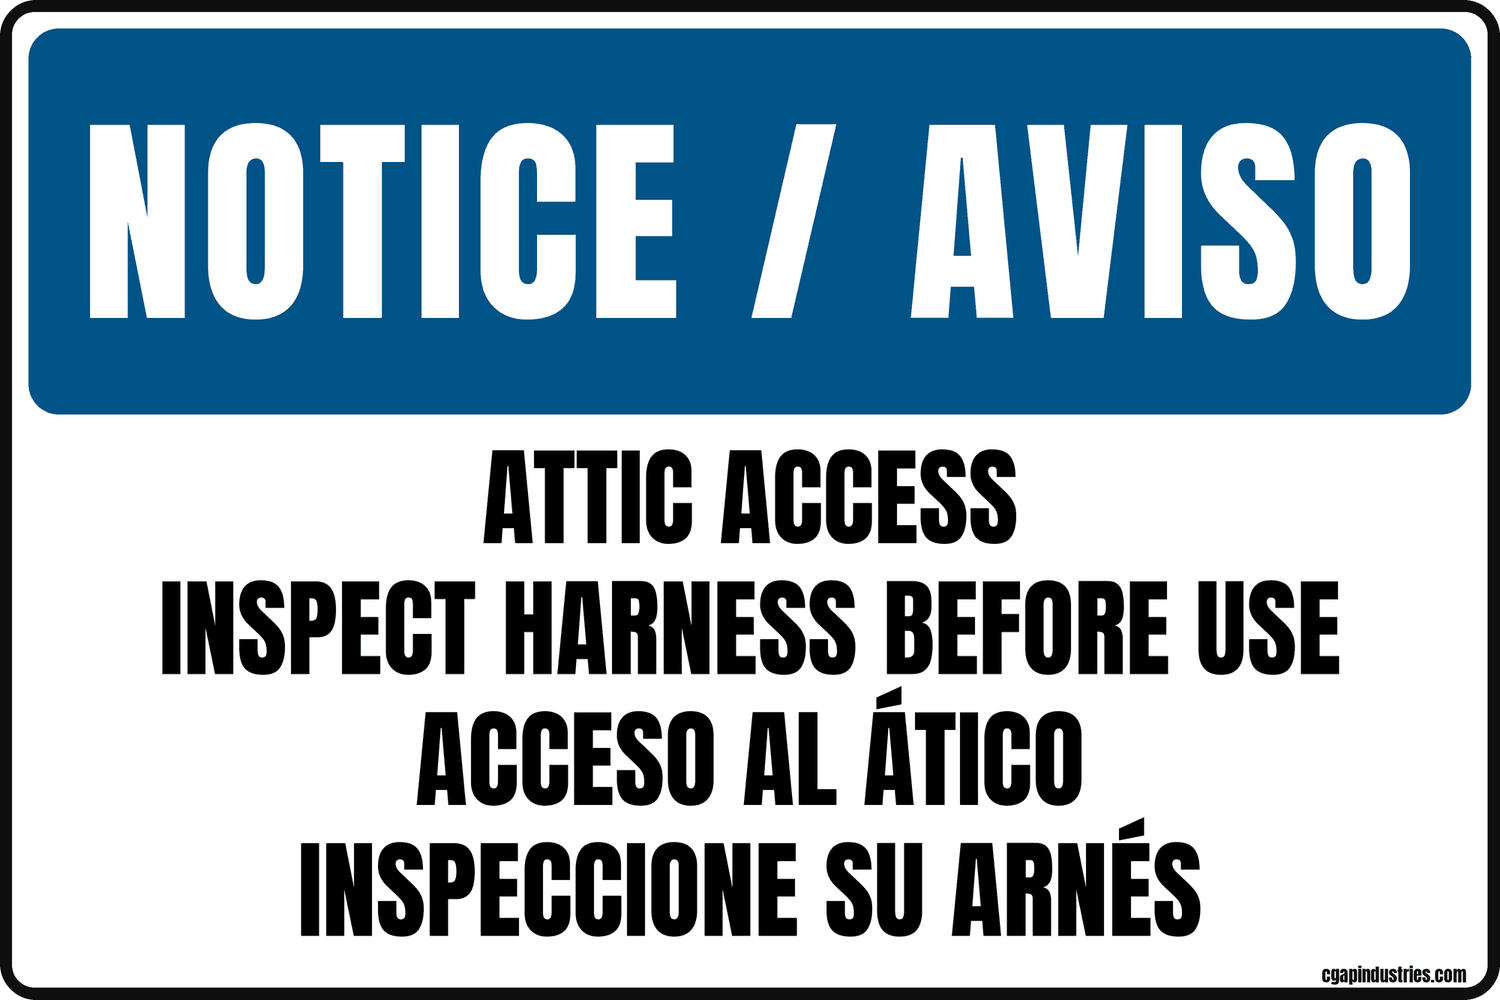 NOTICE / AVISO
ATTIC ACCESS
INSPECT HARNESS BEFORE USE
ACCESO AL ÁTICO
INSPECCIONE SU ARNÉS
cgapindustries.com